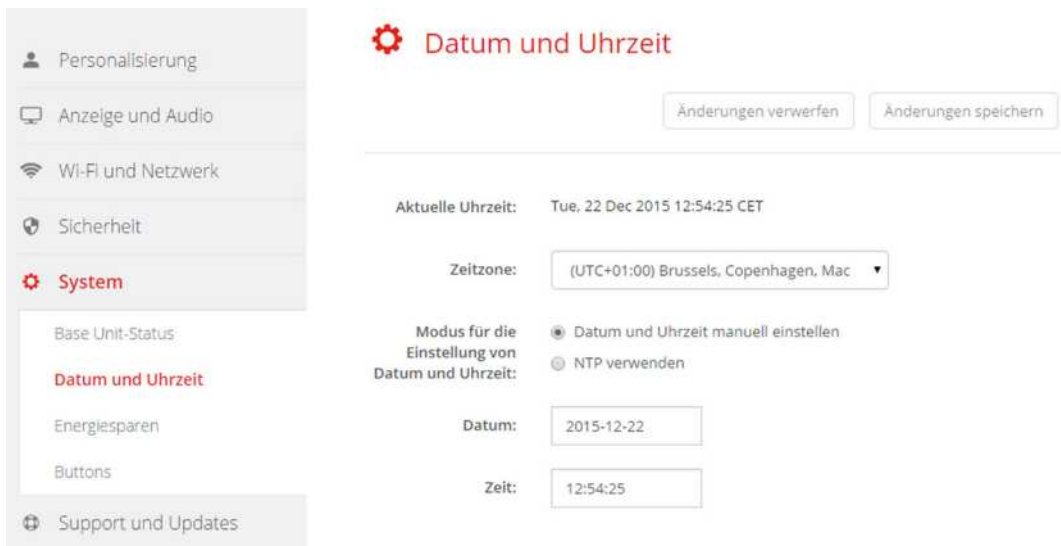 Personalisierung
Anzeige und Audio
Wi-Fi und Netzwerk
Sicherheit
System
Base Unit-Status
Datum und Uhrzeit
Energiesparen
Buttons
Support und Updates
Datum und Uhrzeit
Änderungen verwerfen
Änderungen speichern
Aktuelle Uhrzeit: Tue, 22 Dec 2015 12:54:25 CET
Zeitzone: (UTC+01:00) Brussels, Copenhagen, Mac
Modus für die
Einstellung von
Datum und Uhrzeit:
Datum und Uhrzeit manuell einstellen
NTP verwenden
Datum: 2015-12-22
Zeit: 12:54:25